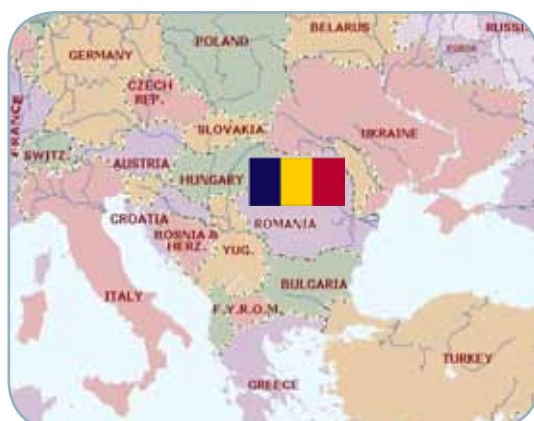 BELARUS
RUSSIA
POLAND
GERMANY
CZECH
REP.
FRANCE
SLOVAKIA
UKRAINE
SWITZ.
AUSTRIA
HUNGARY
CROATIA
ROMANIA
BOSNIA &
HERZ.
YUG.
BULGARIA
ITALY
F.Y.R.O.M.
TURKEY
GREECE